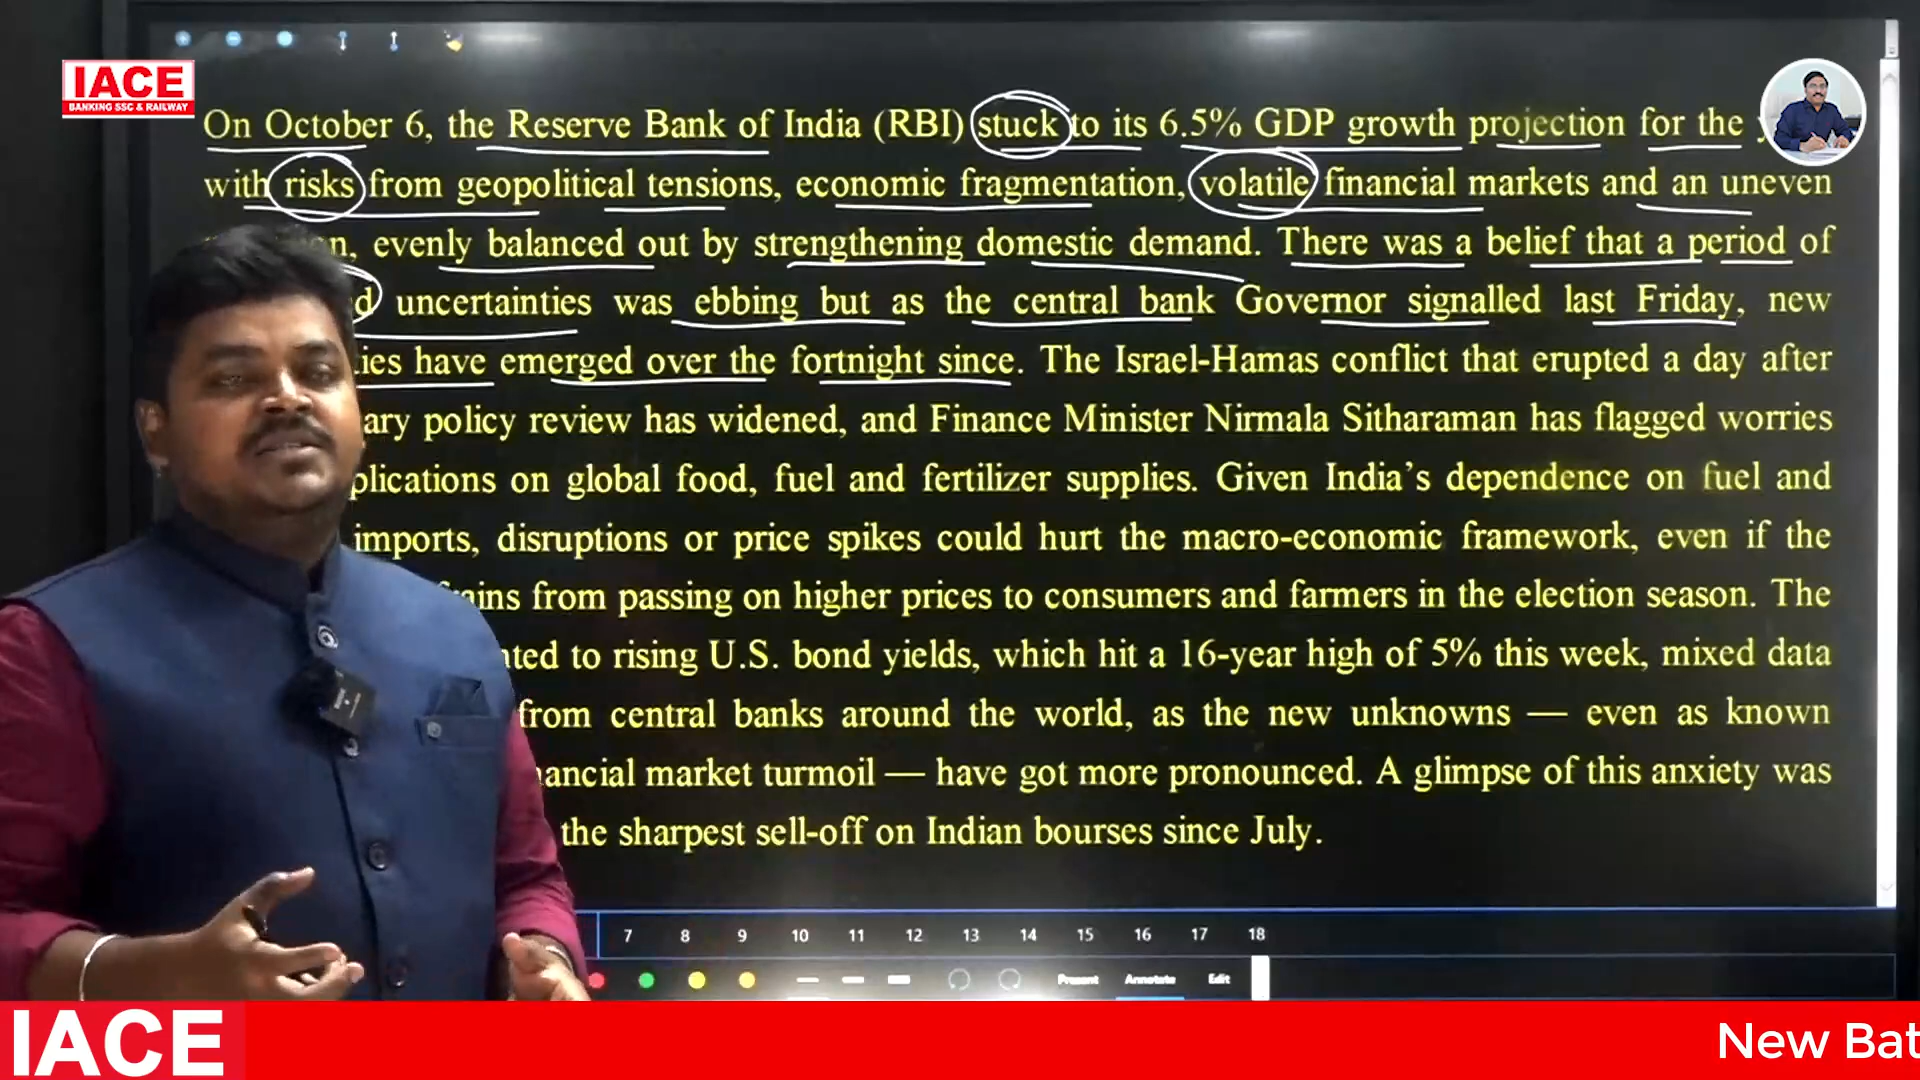 IACE
BANKING SSC & RAILWAY
On October 6, the Reserve Bank of India (RBI) stuck to its 6.5% GDP growth projection for the
with risks from geopolitical tensions, economic fragmentation, volatile financial markets and an uneven
evenly balanced out by strengthening domestic demand. There was a belief that a period of
uncertainties was ebbing but as the central bank Governor signalled last Friday, new
ies have emerged over the fortnight since. The Israel-Hamas conflict that erupted a day after
ary policy review has widened, and Finance Minister Nirmala Sitharaman has flagged worries
plications on global food, fuel and fertilizer supplies. Given India's dependence on fuel and
imports, disruptions or price spikes could hurt the macro-economic framework, even if the
ains from passing on higher prices to consumers and farmers in the election season. The
ted to rising U.S. bond yields, which hit a 16-year high of 5% this week, mixed data
from central banks around the world, as the new unknowns — even as known
nancial market turmoil — have got more pronounced. A glimpse of this anxiety was
the sharpest sell-off on Indian bourses since July.
7 8 9 10 11 12 13 14 15 16 17 18
Present Annotate Edit
IACE New Bat